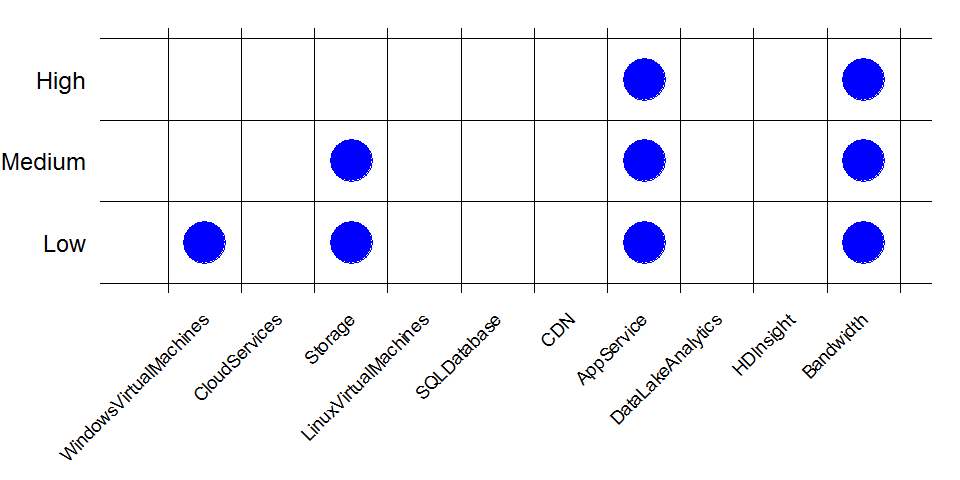 High
Medium
Low
WindowsVirtualMachines
CloudServices
Storage
LinuxVirtualMachines
SQLDatabase
CDN
AppService
DataLakeAnalytics
HDInsight
Bandwidth